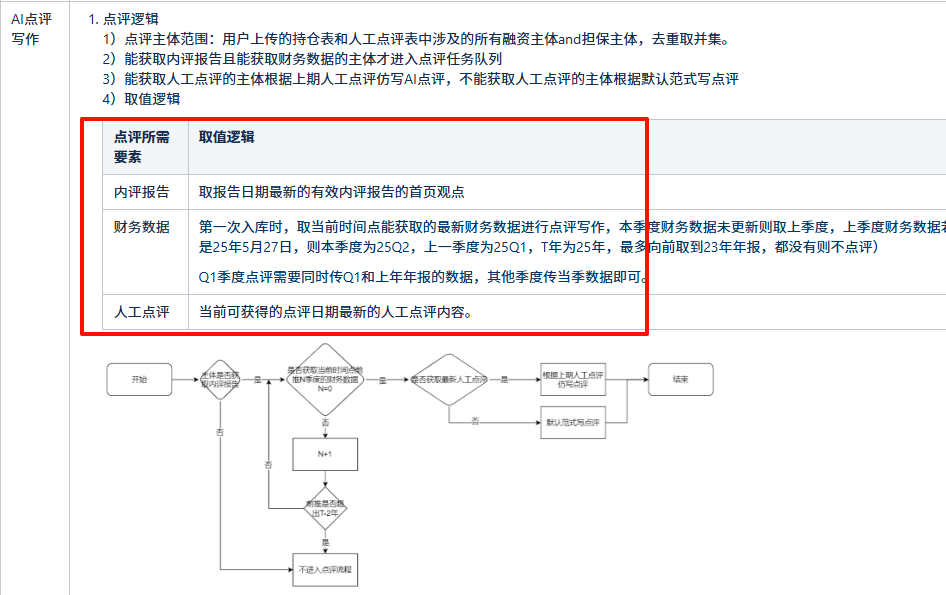 AI点评
写作
1. 点评逻辑
1）点评主体范围：用户上传的持仓表和人工点评表中涉及的所有融资主体and担保主体，去重取并集。
2）能获取内评报告且能获取财务数据的主体才进入点评任务队列
3）能获取人工点评的主体根据上期人工点评仿写AI点评，不能获取人工点评的主体根据默认范式写点评
4）取值逻辑
点评所需
要素
取值逻辑
内评报告
取报告日期最新的有效内评报告的首页观点
财务数据
第一次入库时，取当前时间点能获取的最新财务数据进行点评写作，本季度财务数据未更新则取上季度，上季度财务数据
是25年5月27日，则本季度为25Q2，上一季度为25Q1，T年为25年，最多向前取到23年年报，都没有则不点评）
Q1季度点评需要同时传Q1和上年年报的数据，其他季度传当季数据即可。
人工点评
当前可获得的点评日期最新的人工点评内容。
开始
主体是否获
取内评报告
是
是否获取当前时间点前
推N季度的财务数据
N=0
是
是否获取最新人工点评
是
根据上期人工点评
仿写点评
结束
否
默认范式写点评
否
否
N+1
否
前推是否超
出T-2年
是
不进入点评流程